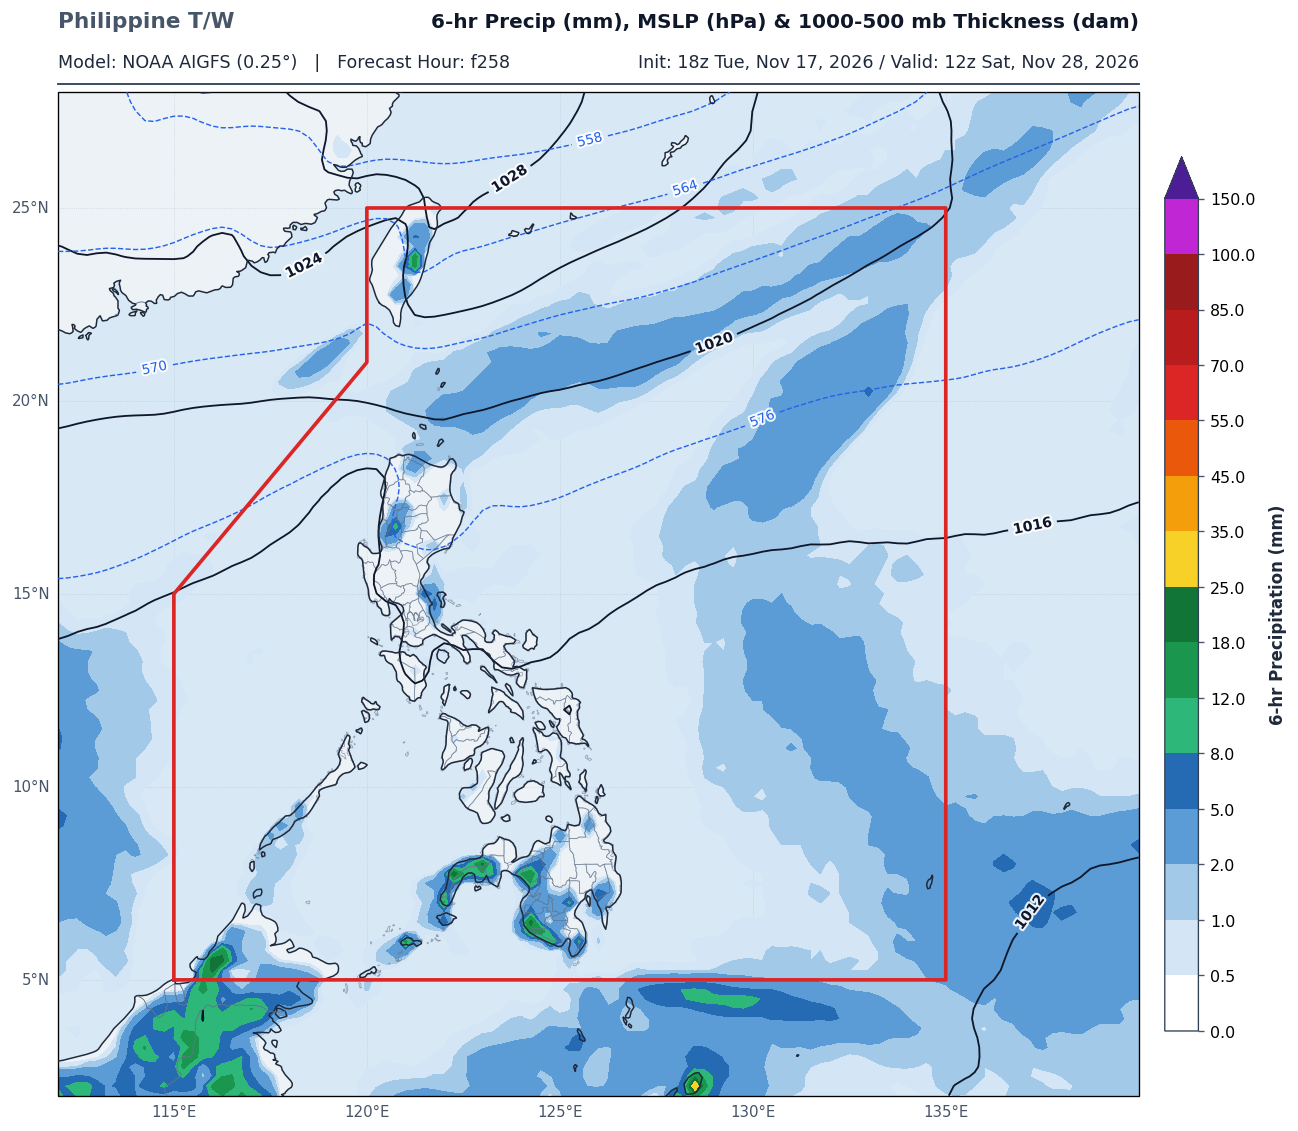 Philippine T/W
6-hr Precip (mm), MSLP (hPa) & 1000-500 mb Thickness (dam)
Model: NOAA AIGFS (0.25°)   |   Forecast Hour: f258
Init: 18z Tue, Nov 17, 2026 / Valid: 12z Sat, Nov 28, 2026
558
1028
564
25°N
1024
570
1020
20°N
576
1016
15°N
10°N
1012
5°N
115°E
120°E
125°E
130°E
135°E
150.0
100.0
85.0
70.0
55.0
45.0
35.0
25.0
18.0
12.0
8.0
5.0
2.0
1.0
0.5
0.0
6-hr Precipitation (mm)